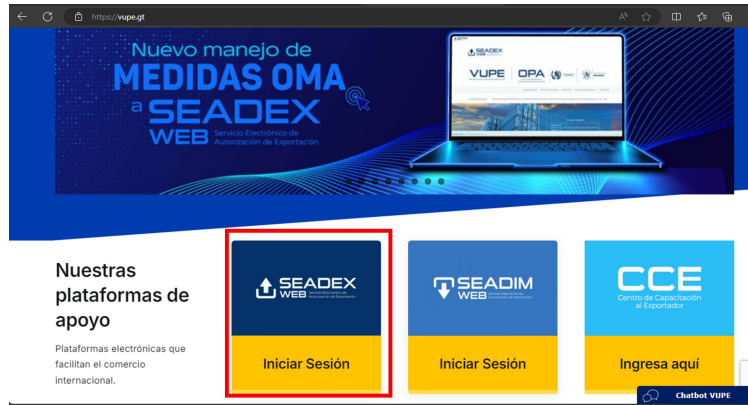 https://vupe.gt
Nuevo manejo de
MEDIDAS OMA
a SEADEX
WEB Servicio Electrónico de
Autorización de Exportación
SEADEX
VUPE OPA
Nuestras
plataformas de
apoyo
Plataformas electrónicas que
facilitan el comercio
internacional.
SEADEX
WEB Servicio Electrónico de
Autorización de Exportación
Iniciar Sesión
SEADIM
WEB
Iniciar Sesión
CCE
Centro de Capacitación
al Exportador
Ingresa aquí
Chatbot VUPE